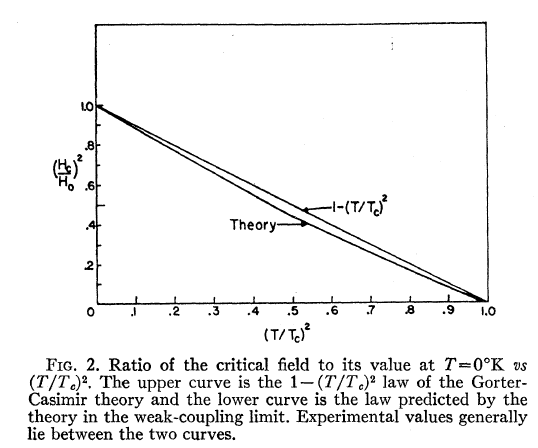 1.0
.8
(Hc/H₀)²
.6
.4
.2
1-(T/Tc)²
Theory
0 .1 .2 .3 .4 .5 .6 .7 .8 .9 1.0
(T/Tc)²
FIG. 2. Ratio of the critical field to its value at T=0°K vs
(T/Tc)². The upper curve is the 1−(T/Tc)² law of the Gorter-
Casimir theory and the lower curve is the law predicted by the
theory in the weak-coupling limit. Experimental values generally
lie between the two curves.